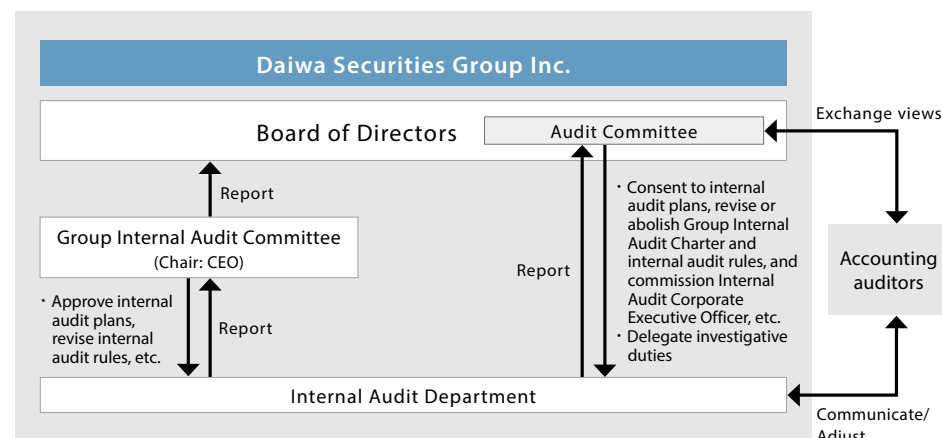 Daiwa Securities Group Inc.
Board of Directors
Audit Committee
Exchange views
Report
・Consent to internal
audit plans, revise or
abolish Group Internal
Audit Charter and
internal audit rules, and
commission Internal
Audit Corporate
Executive Officer, etc.
・Delegate investigative
duties
Group Internal Audit Committee
(Chair: CEO)
Report
Accounting
auditors
・Approve internal
audit plans,
revise internal
audit rules, etc.
Report
Internal Audit Department
Communicate/
Adjust